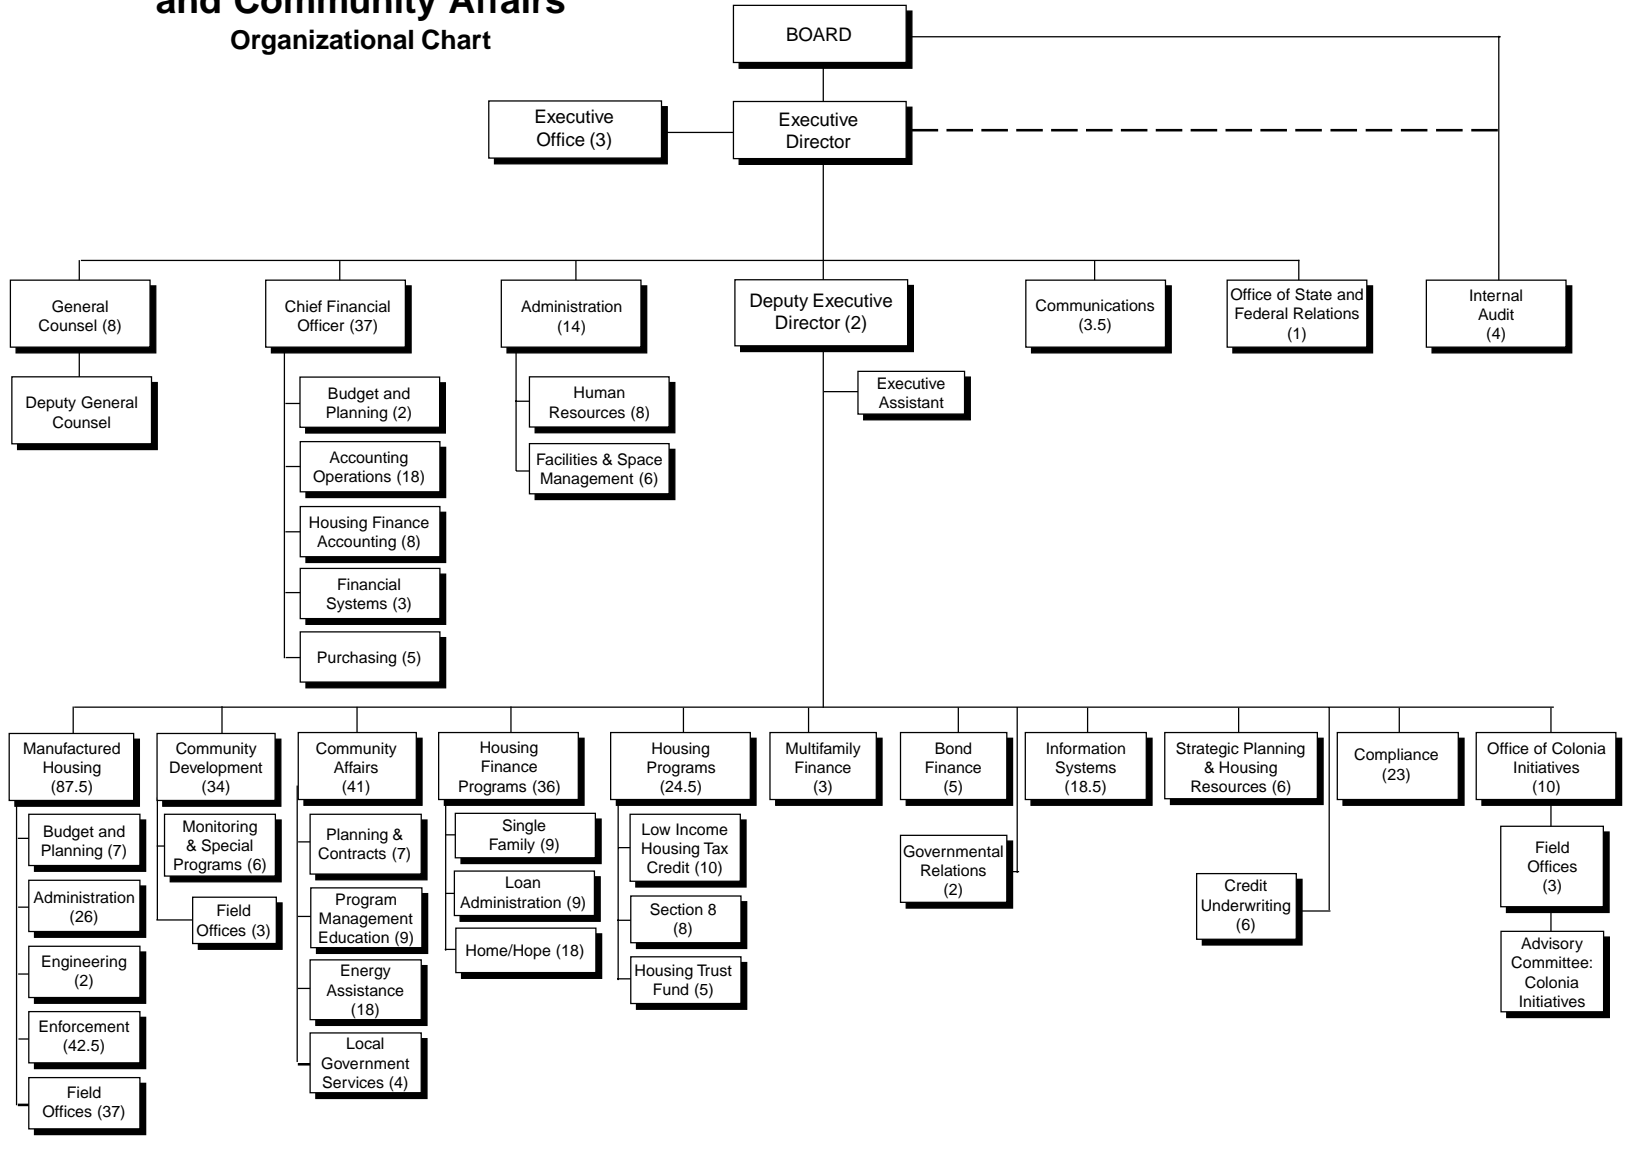 and Community Affairs
Organizational Chart
BOARD
Executive
Office (3)
Executive
Director
General
Counsel (8)
Chief Financial
Officer (37)
Administration
(14)
Deputy Executive
Director (2)
Communications
(3.5)
Office of State and
Federal Relations
(1)
Internal
Audit
(4)
Deputy General
Counsel
Budget and
Planning (2)
Accounting
Operations (18)
Housing Finance
Accounting (8)
Financial
Systems (3)
Purchasing (5)
Human
Resources (8)
Facilities & Space
Management (6)
Executive
Assistant
Manufactured
Housing
(87.5)
Budget and
Planning (7)
Administration
(26)
Engineering
(2)
Enforcement
(42.5)
Field
Offices (37)
Community
Development
(34)
Monitoring
& Special
Programs (6)
Field
Offices (3)
Community
Affairs
(41)
Planning &
Contracts (7)
Program
Management
Education (9)
Energy
Assistance
(18)
Local
Government
Services (4)
Housing
Finance
Programs (36)
Single
Family (9)
Loan
Administration (9)
Home/Hope (18)
Housing
Programs
(24.5)
Low Income
Housing Tax
Credit (10)
Section 8
(8)
Housing Trust
Fund (5)
Multifamily
Finance
(3)
Bond
Finance
(5)
Governmental
Relations
(2)
Information
Systems
(18.5)
Strategic Planning
& Housing
Resources (6)
Credit
Underwriting
(6)
Compliance
(23)
Office of Colonia
Initiatives
(10)
Field
Offices
(3)
Advisory
Committee:
Colonia
Initiatives